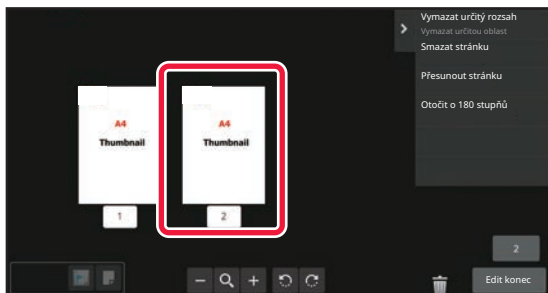 Vymazat určitý rozsah
Vymazat určitou oblast
Smazat stránku
Přesunout stránku
Otočit o 180 stupňů
A4
Thumbnail
A4
Thumbnail
1
2
2
Edit konec